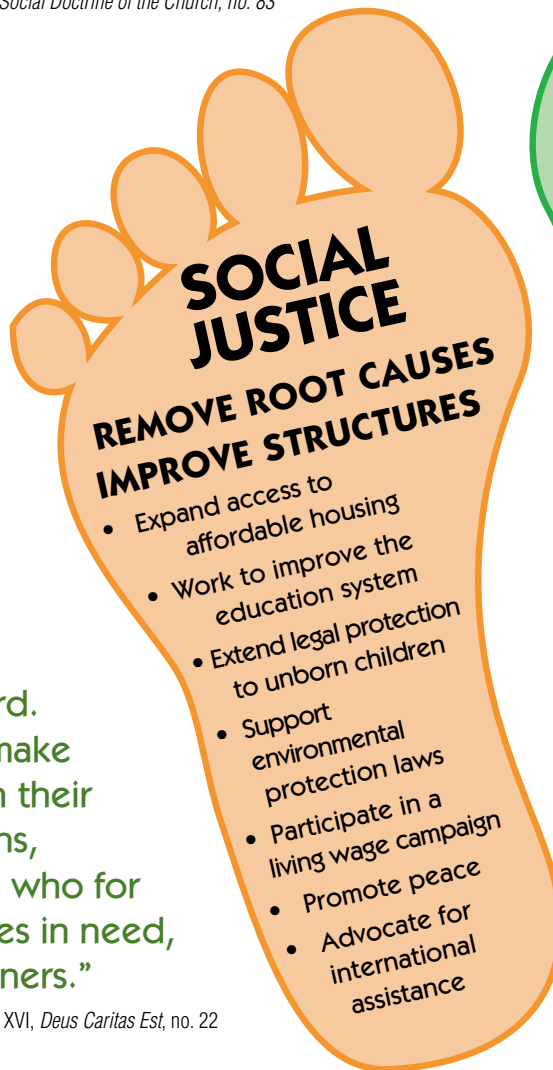 Social Doctrine of the Church, no. 83
SOCIAL
JUSTICE
REMOVE ROOT CAUSES
IMPROVE STRUCTURES
• Expand access to
affordable housing
• Work to improve the
education system
• Extend legal protection
to unborn children
• Support
environmental
protection laws
• Participate in a
living wage campaign
• Promote peace
• Advocate for
international
assistance
rd.
make
their
ns,
who for
es in need,
ners.”
XVI, Deus Caritas Est, no. 22